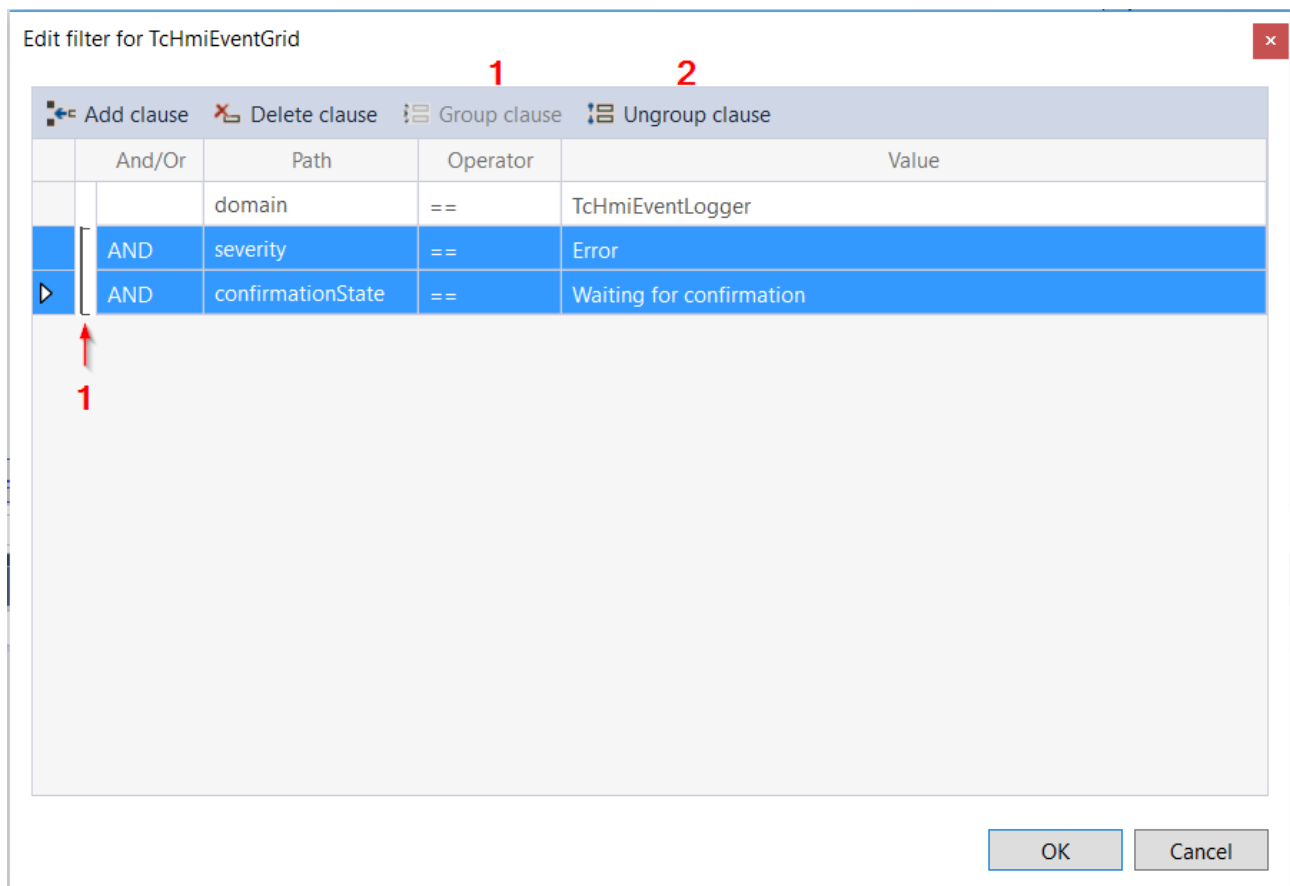 Edit filter for TcHmiEventGrid
×
1 2
Add clause Delete clause Group clause Ungroup clause
And/Or Path Operator Value
domain == TcHmiEventLogger
AND severity == Error
AND confirmationState == Waiting for confirmation
1
OK Cancel